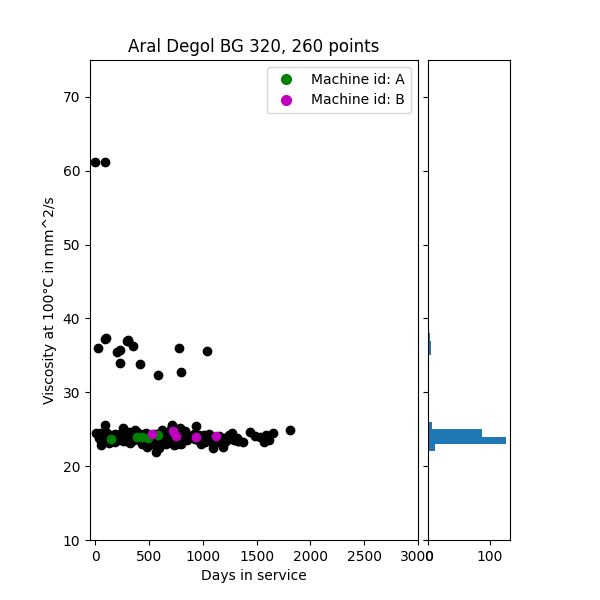 Aral Degol BG 320, 260 points
Machine id: A
Machine id: B
70
60
50
40
30
20
10
Viscosity at 100°C in mm^2/s
0 500 1000 1500 2000 2500 3000
0 100
Days in service